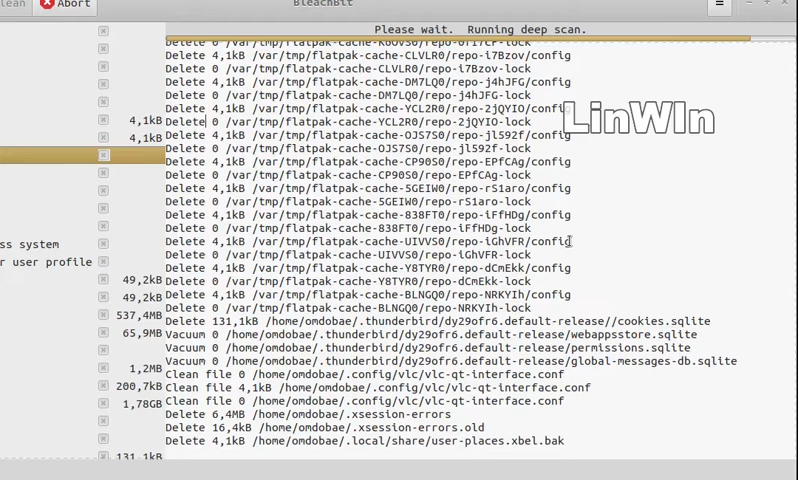 lean
Abort
BleachBit
Please wait. Running deep scan.
4,1kB
4,1kB
ss system
er user profile
49,2kB
49,2kB
537,4MB
65,9MB
1,2MB
200,7kB
1,78GB
131,1kB
Delete 4,1kB /var/tmp/flatpak-cache-CLVLR0/repo-i7Bzov/config
Delete 0 /var/tmp/flatpak-cache-CLVLR0/repo-i7Bzov-lock
Delete 4,1kB /var/tmp/flatpak-cache-DM7LQ0/repo-j4hJFG/config
Delete 0 /var/tmp/flatpak-cache-DM7LQ0/repo-j4hJFG-lock
Delete 4,1kB /var/tmp/flatpak-cache-YCL2R0/repo-2jQYIO/config
Delete 0 /var/tmp/flatpak-cache-YCL2R0/repo-2jQYIO-lock
Delete 4,1kB /var/tmp/flatpak-cache-OJS7S0/repo-jl592f/config
Delete 0 /var/tmp/flatpak-cache-OJS7S0/repo-jl592f-lock
Delete 4,1kB /var/tmp/flatpak-cache-CP90S0/repo-EPfCAg/config
Delete 0 /var/tmp/flatpak-cache-CP90S0/repo-EPfCAg-lock
Delete 4,1kB /var/tmp/flatpak-cache-5GEIW0/repo-rS1aro/config
Delete 0 /var/tmp/flatpak-cache-5GEIW0/repo-rS1aro-lock
Delete 4,1kB /var/tmp/flatpak-cache-838FT0/repo-iFfHDg/config
Delete 0 /var/tmp/flatpak-cache-838FT0/repo-iFfHDg-lock
Delete 4,1kB /var/tmp/flatpak-cache-UIVVS0/repo-iGhVFR/config
Delete 0 /var/tmp/flatpak-cache-UIVVS0/repo-iGhVFR-lock
Delete 4,1kB /var/tmp/flatpak-cache-Y8TYR0/repo-dCmEkk/config
Delete 0 /var/tmp/flatpak-cache-Y8TYR0/repo-dCmEkk-lock
Delete 4,1kB /var/tmp/flatpak-cache-BLNGQ0/repo-NRKYIh/config
Delete 0 /var/tmp/flatpak-cache-BLNGQ0/repo-NRKYIh-lock
Delete 131,1kB /home/omdobae/.thunderbird/dy29ofr6.default-release//cookies.sqlite
Vacuum 0 /home/omdobae/.thunderbird/dy29ofr6.default-release/webappsstore.sqlite
Vacuum 0 /home/omdobae/.thunderbird/dy29ofr6.default-release/permissions.sqlite
Vacuum 0 /home/omdobae/.thunderbird/dy29ofr6.default-release/global-messages-db.sqlite
Clean file 0 /home/omdobae/.config/vlc/vlc-qt-interface.conf
Clean file 4,1kB /home/omdobae/.config/vlc/vlc-qt-interface.conf
Clean file 0 /home/omdobae/.config/vlc/vlc-qt-interface.conf
Delete 6,4MB /home/omdobae/.xsession-errors
Delete 16,4kB /home/omdobae/.xsession-errors.old
Delete 4,1kB /home/omdobae/.local/share/user-places.xbel.bak
LinWIn